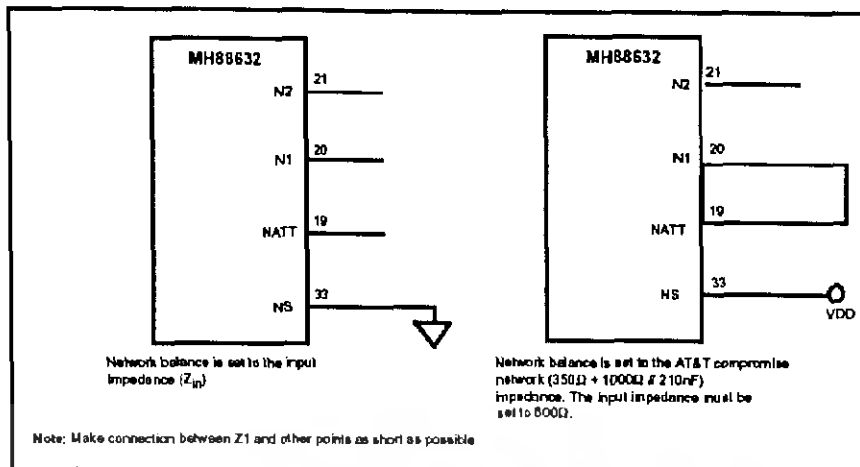 MH88632
N2
21
N1
20
NATT
19
NS
33
Network balance is set to the input
impedance (Zin)
MH88632
N2
21
N1
20
NATT
19
NS
33
VDD
Network balance is set to the AT&T compromise
network (350Ω + 1000Ω // 210nF)
impedance. The input impedance must be
set to 600Ω.
Note: Make connection between Z1 and other points as short as possible